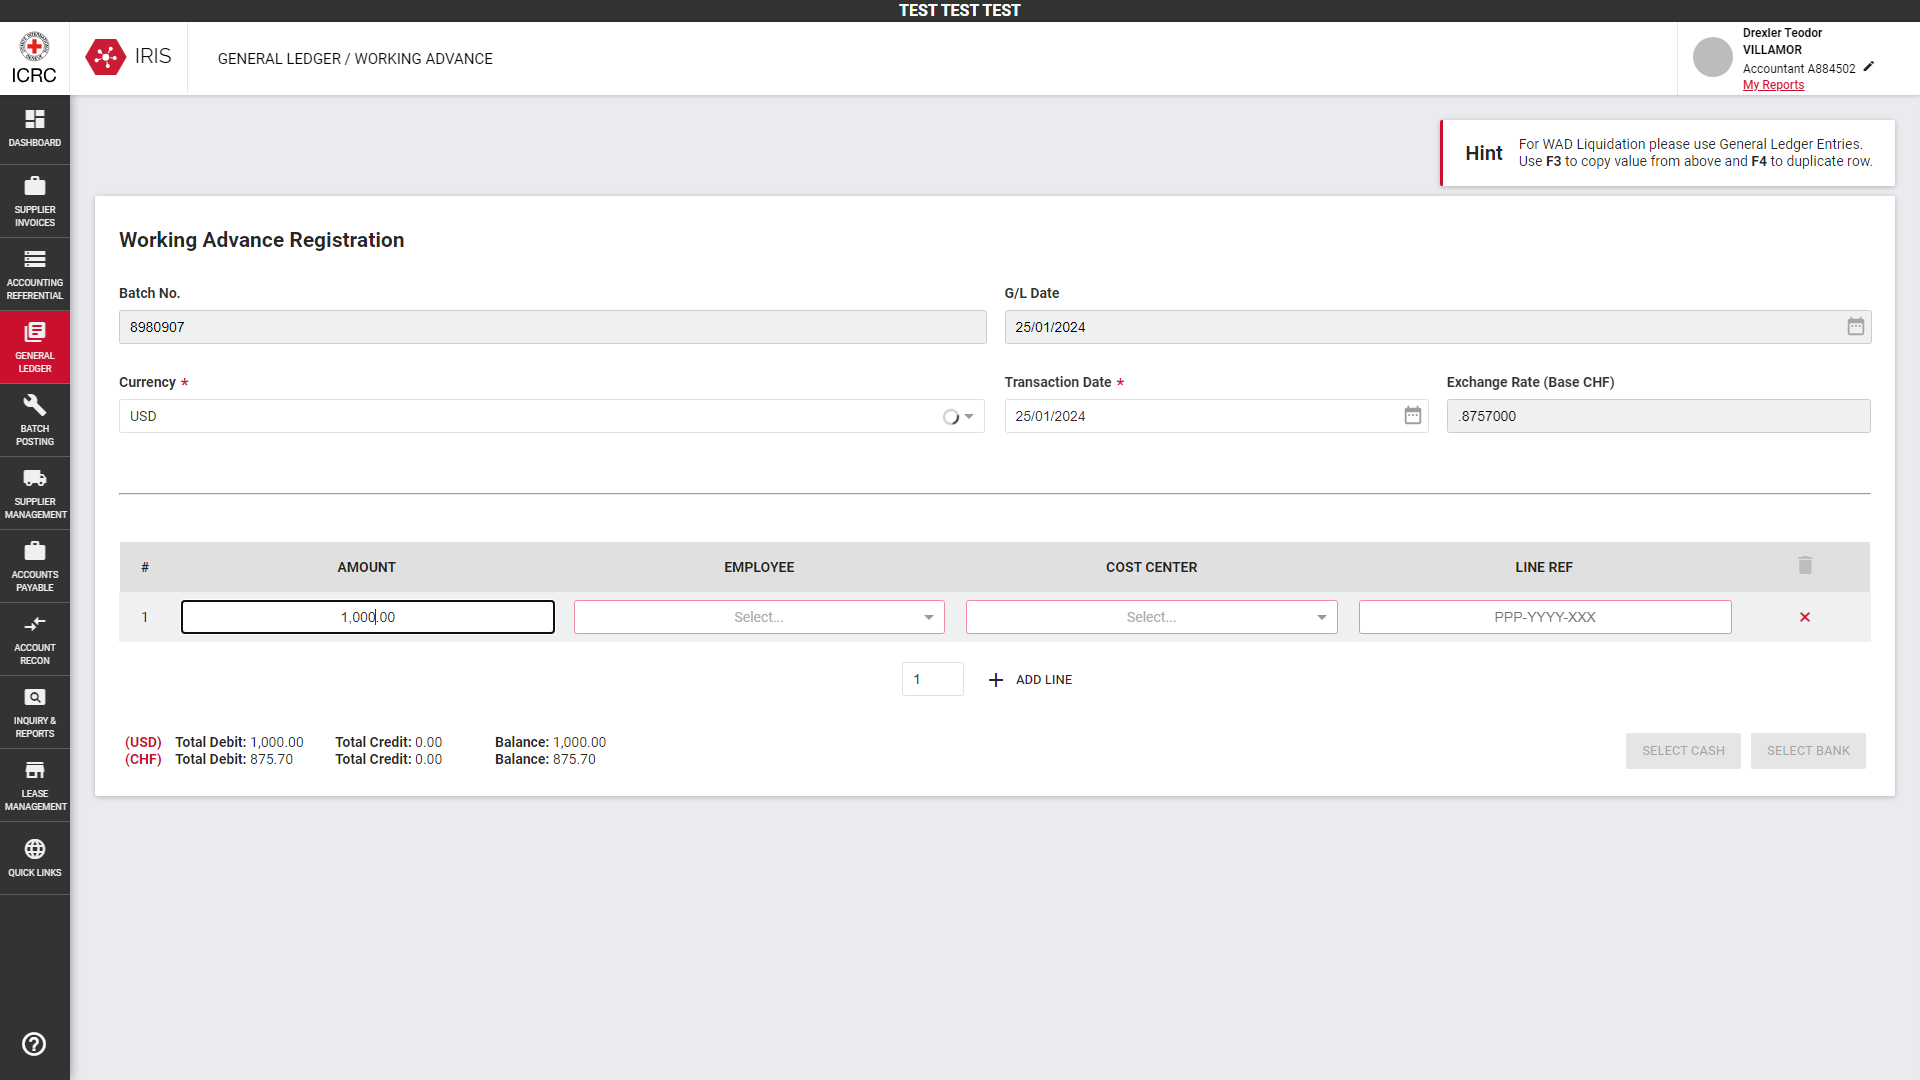 TEST TEST TEST
ICRC
IRIS
GENERAL LEDGER / WORKING ADVANCE
Drexler Teodor
VILLAMOR
Accountant A884502
My Reports
DASHBOARD
SUPPLIER
INVOICES
ACCOUNTING
REFERENTIAL
GENERAL
LEDGER
BATCH
POSTING
SUPPLIER
MANAGEMENT
ACCOUNTS
PAYABLE
ACCOUNT
RECON
INQUIRY &
REPORTS
LEASE
MANAGEMENT
QUICK LINKS
Hint
For WAD Liquidation please use General Ledger Entries.
Use F3 to copy value from above and F4 to duplicate row.
Working Advance Registration
Batch No.
G/L Date
8980907
25/01/2024
Currency *
Transaction Date *
Exchange Rate (Base CHF)
USD
25/01/2024
.8757000
# AMOUNT EMPLOYEE COST CENTER LINE REF
1 1,000.00 Select... Select... PPP-YYYY-XXX
1 ADD LINE
(USD) Total Debit: 1,000.00 Total Credit: 0.00 Balance: 1,000.00
(CHF) Total Debit: 875.70 Total Credit: 0.00 Balance: 875.70
SELECT CASH
SELECT BANK